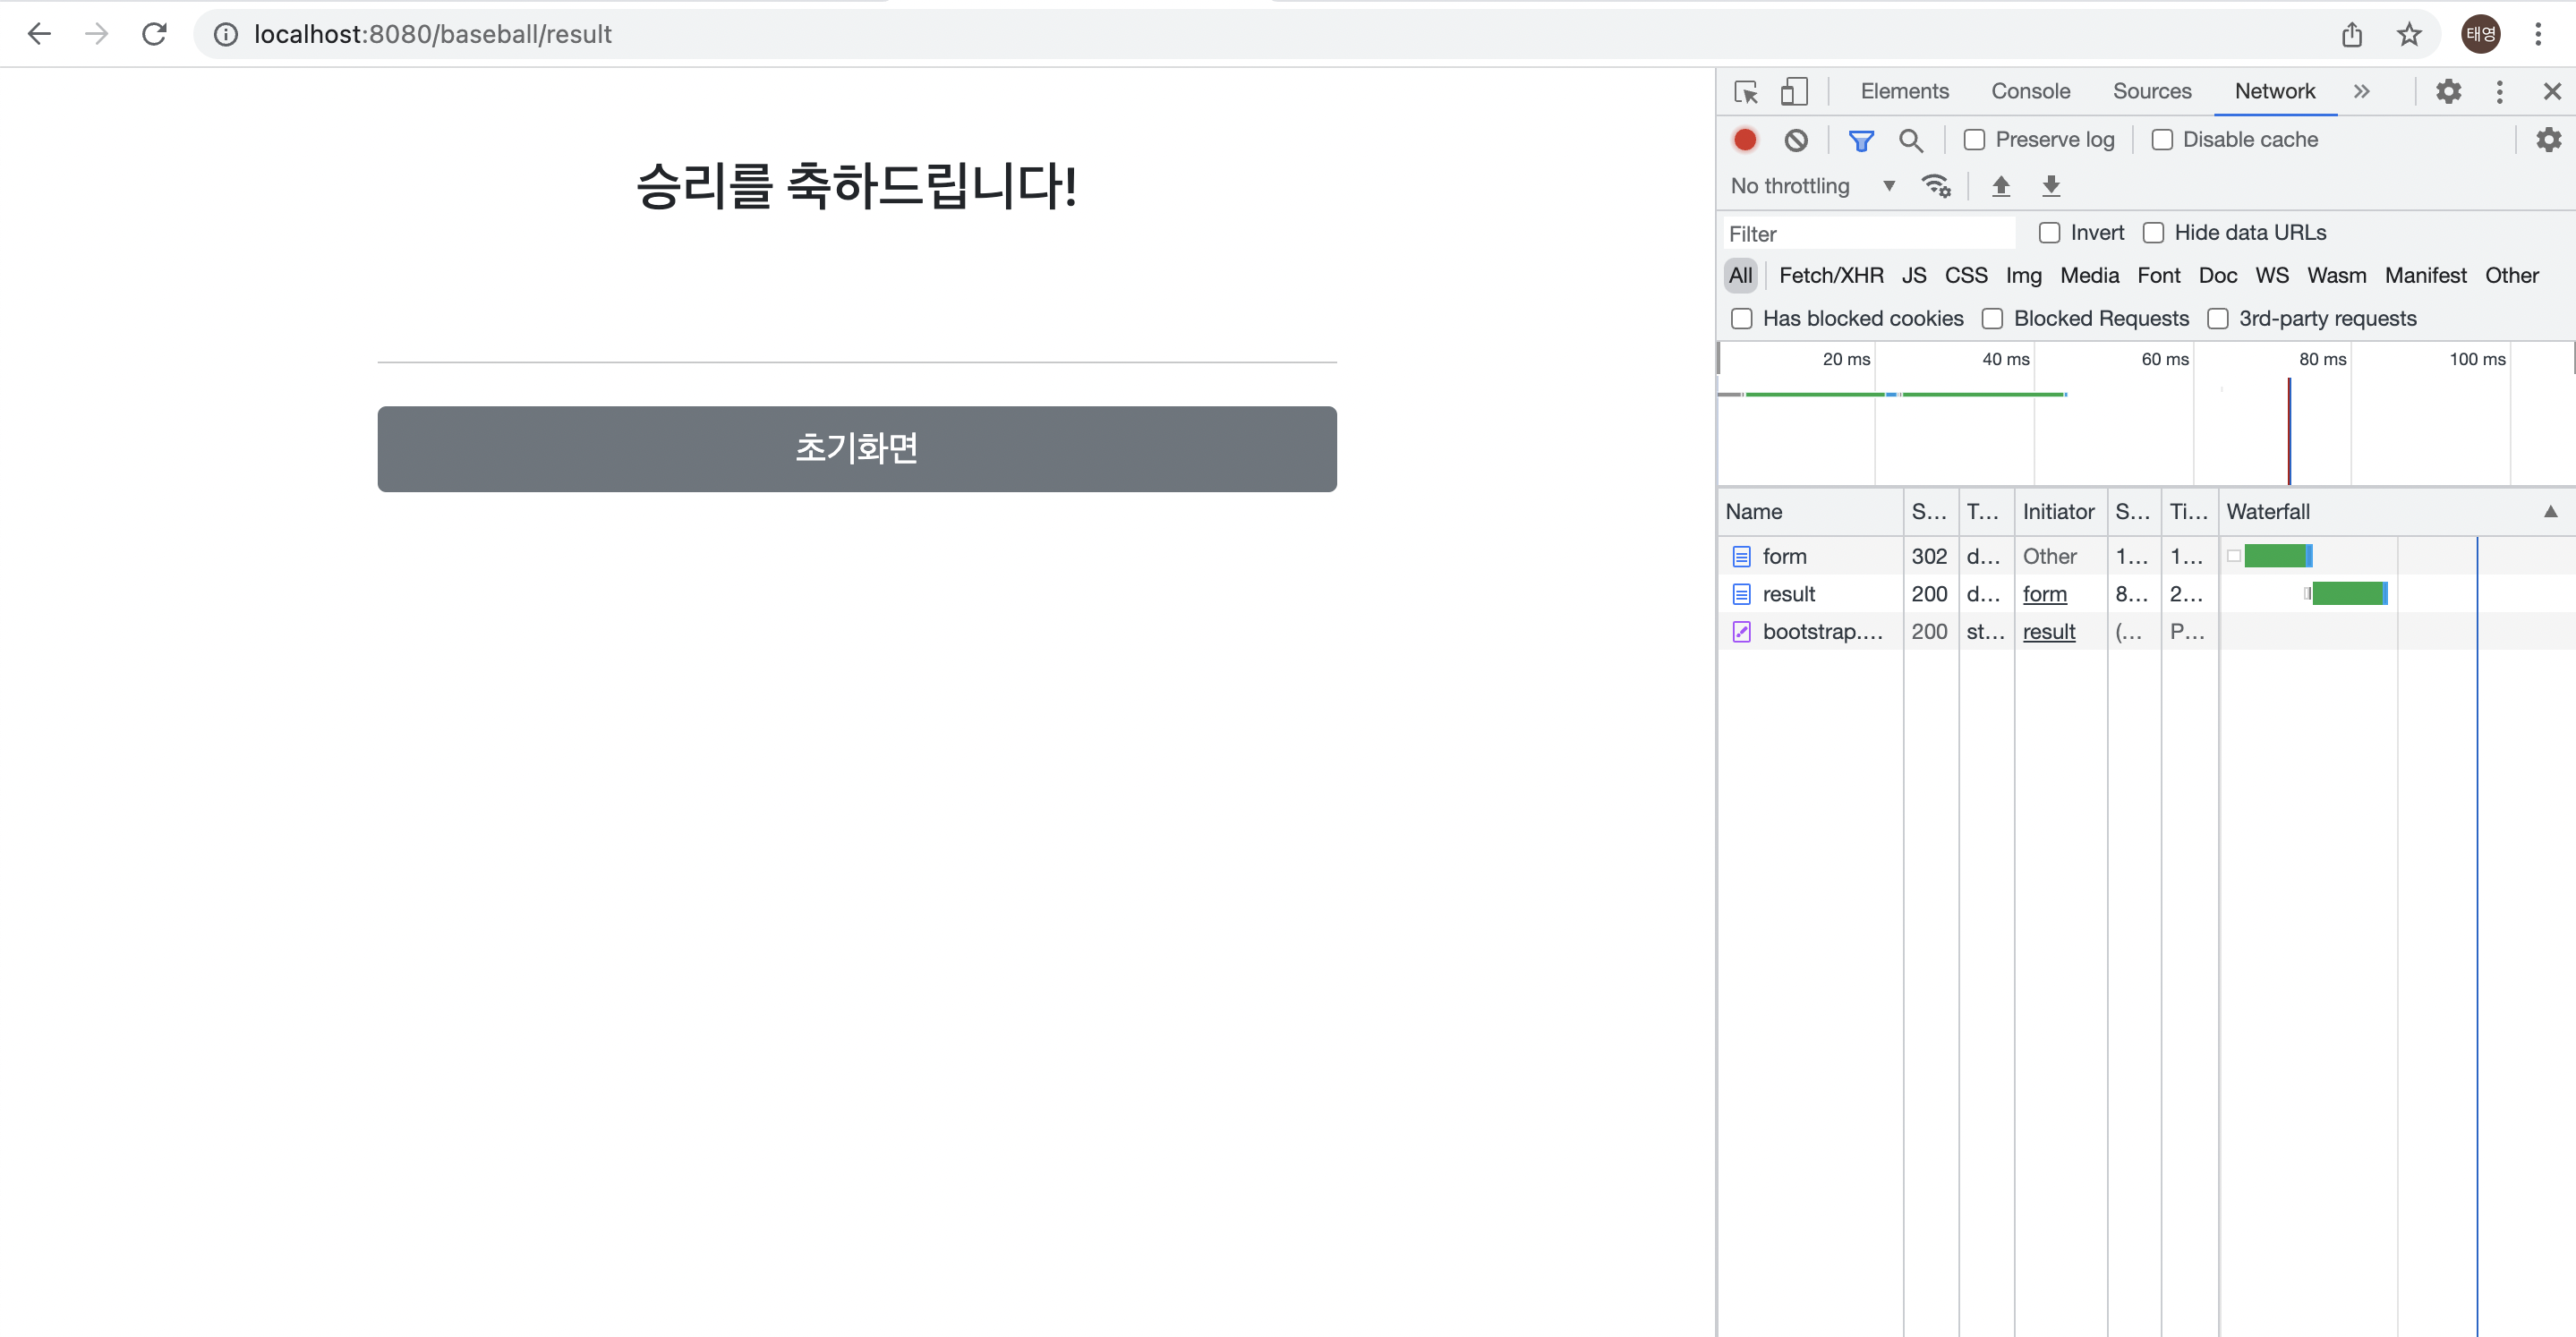 localhost:8080/baseball/result
태영
승리를 축하드립니다!
초기화면
Elements Console Sources Network
Preserve log Disable cache
No throttling
Filter Invert Hide data URLs
All Fetch/XHR JS CSS Img Media Font Doc WS Wasm Manifest Other
Has blocked cookies Blocked Requests 3rd-party requests
20 ms 40 ms 60 ms 80 ms 100 ms
Name S... T... Initiator S... Ti... Waterfall
form 302 d... Other 1... 1...
result 200 d... form 8... 2...
bootstrap.... 200 st... result (... P...